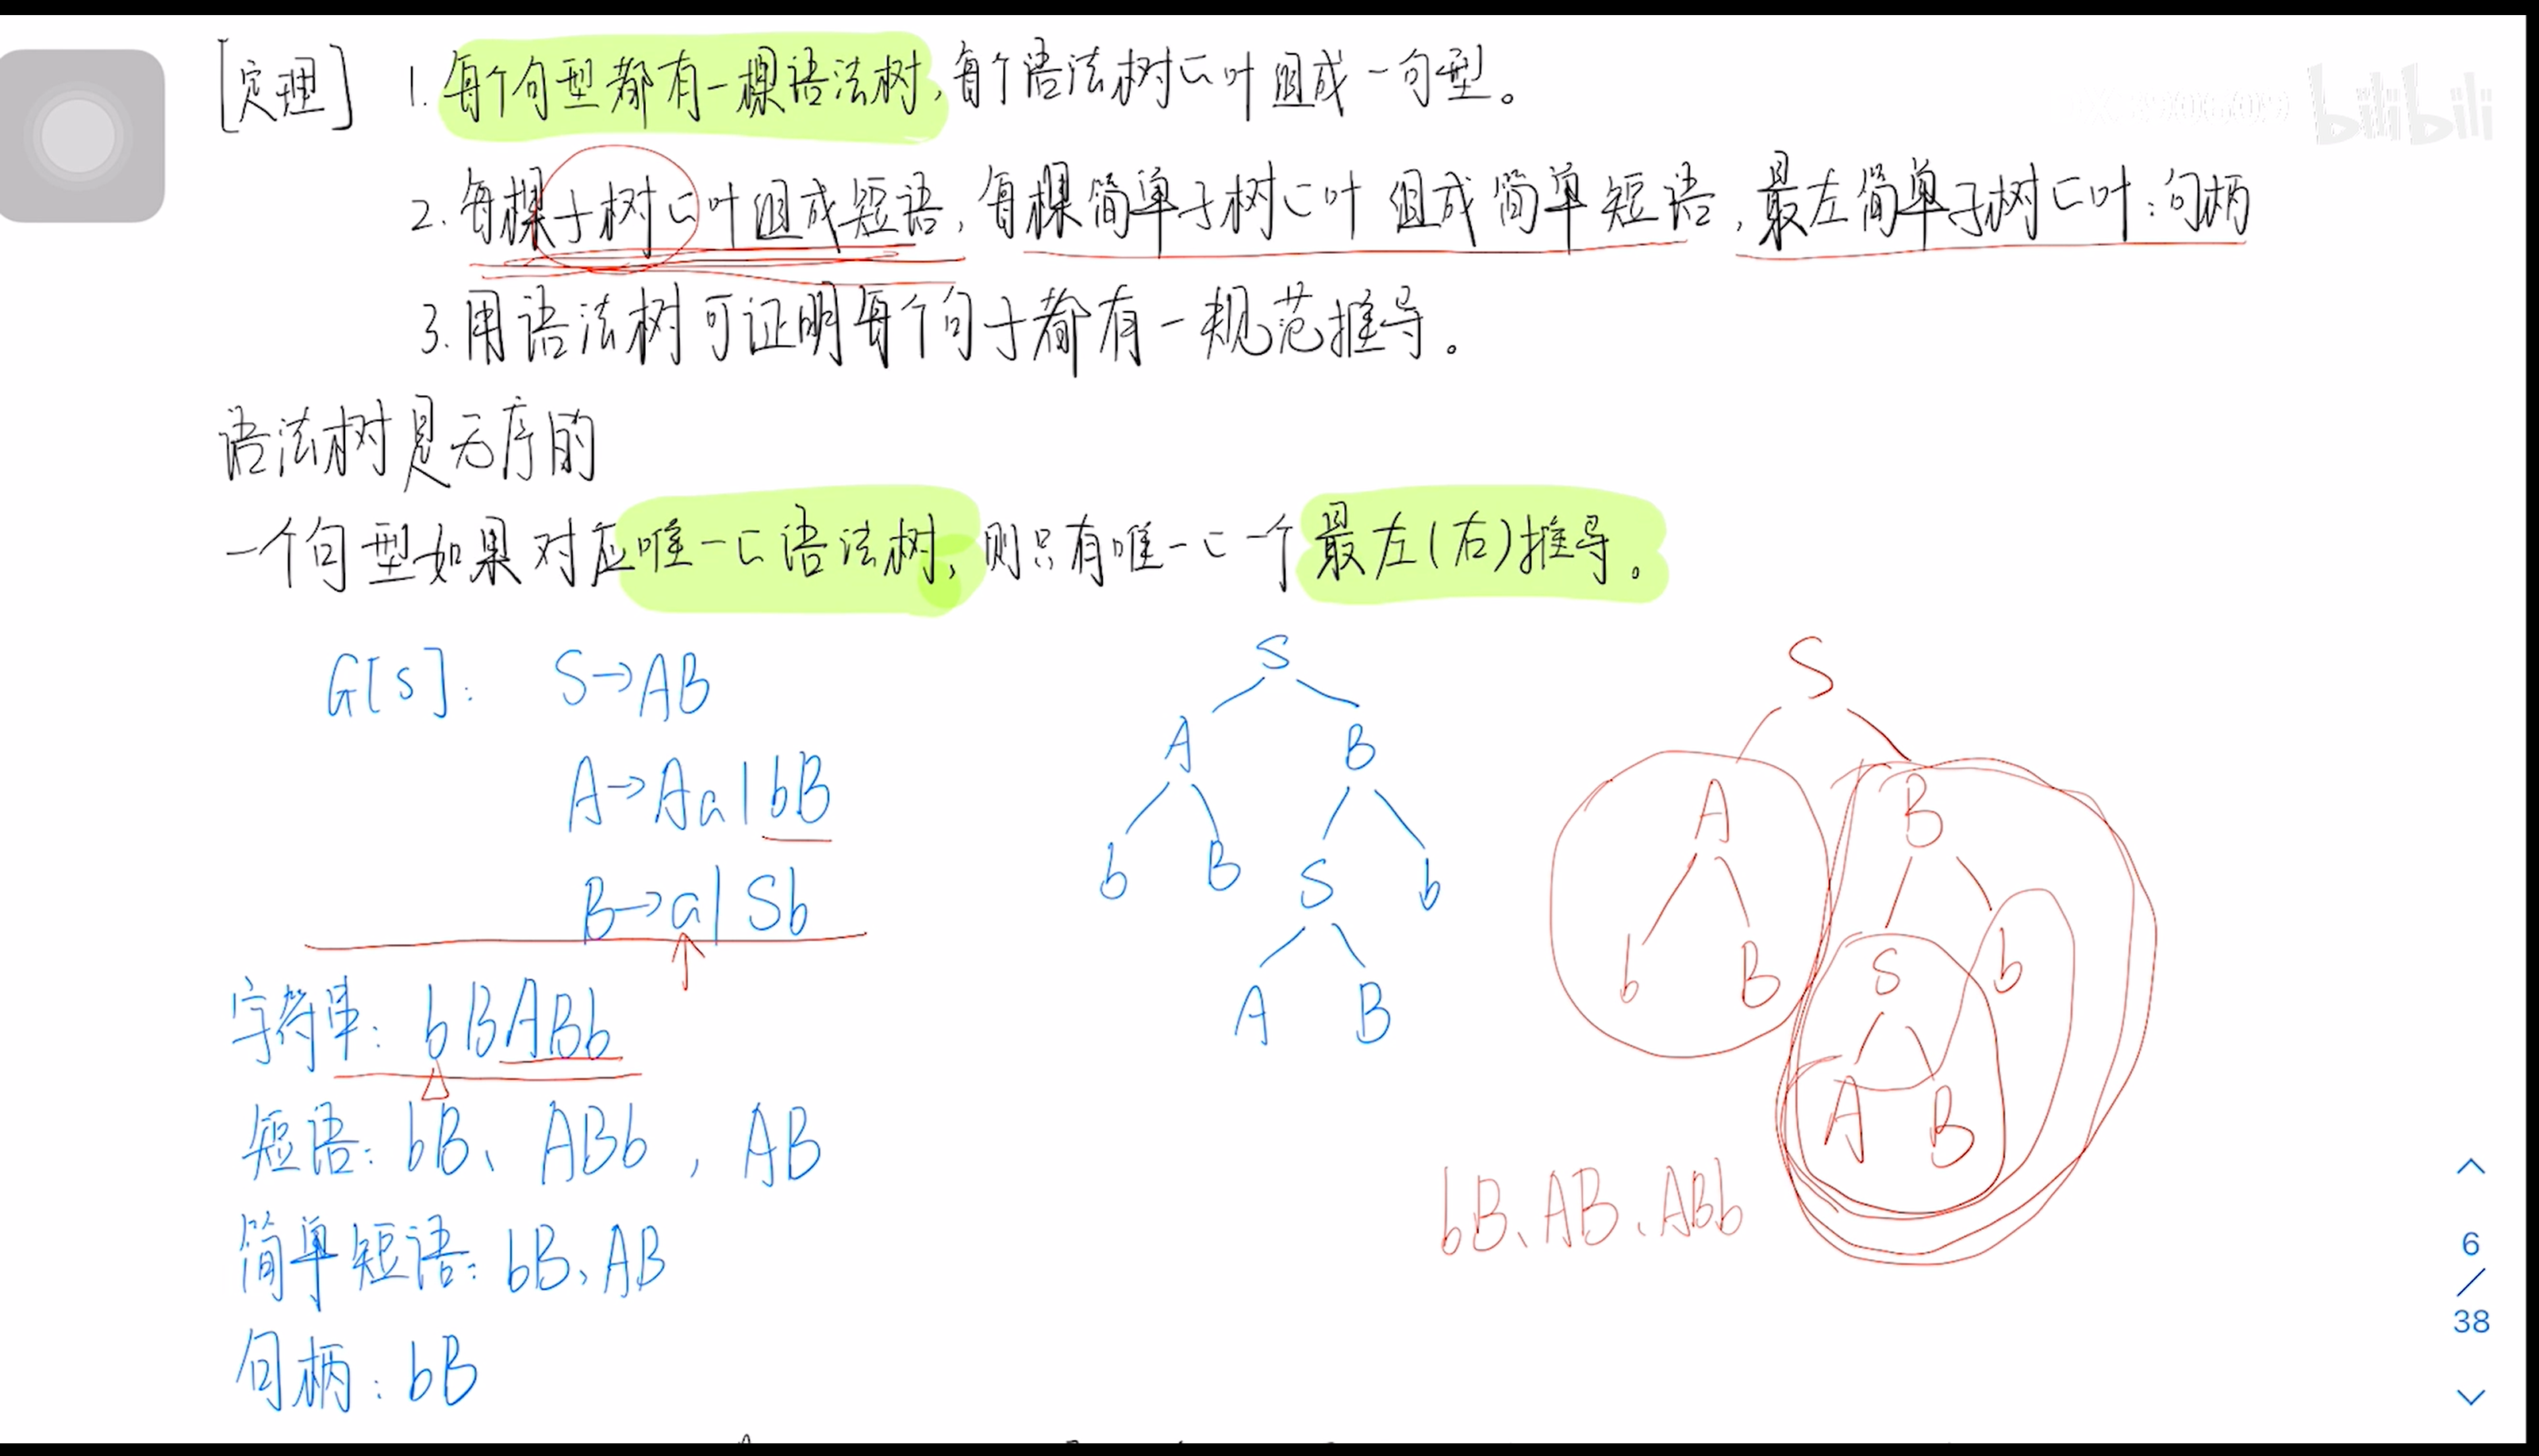 bilibili
[定理] 1. 每个句型都有一棵语法树,每个语法树亡叶组成一句型。
2. 每棵子树亡叶组成短语,每棵简单子树亡叶组成简单短语,最左简单子树亡叶:句柄
3. 用语法树可证明每个句子都有一规范推导。
语法树是无序的
一个句型如果对应唯一亡语法树,则只有唯一亡一个最左(右)推导。
G[S]: S→AB
A→Aa|bB
B→a|Sb
字符串: bBABb
短语: bB、ABb, AB
简单短语: bB、AB
句柄: bB
S
A B
b B S b
A B
S
A B
b B S b
A B
bB、AB、ABb
6
/
38